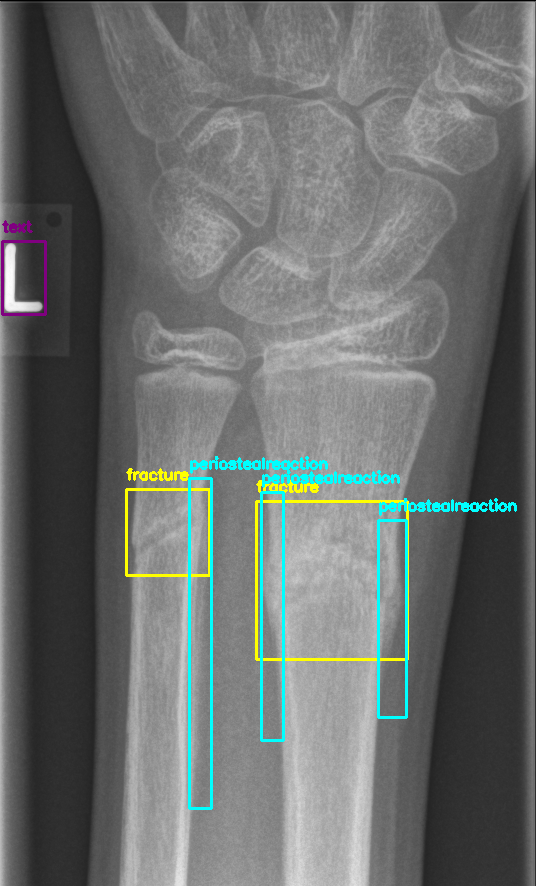 text
L
periostealreaction
fracture
periostealreaction
fracture
periostealreaction